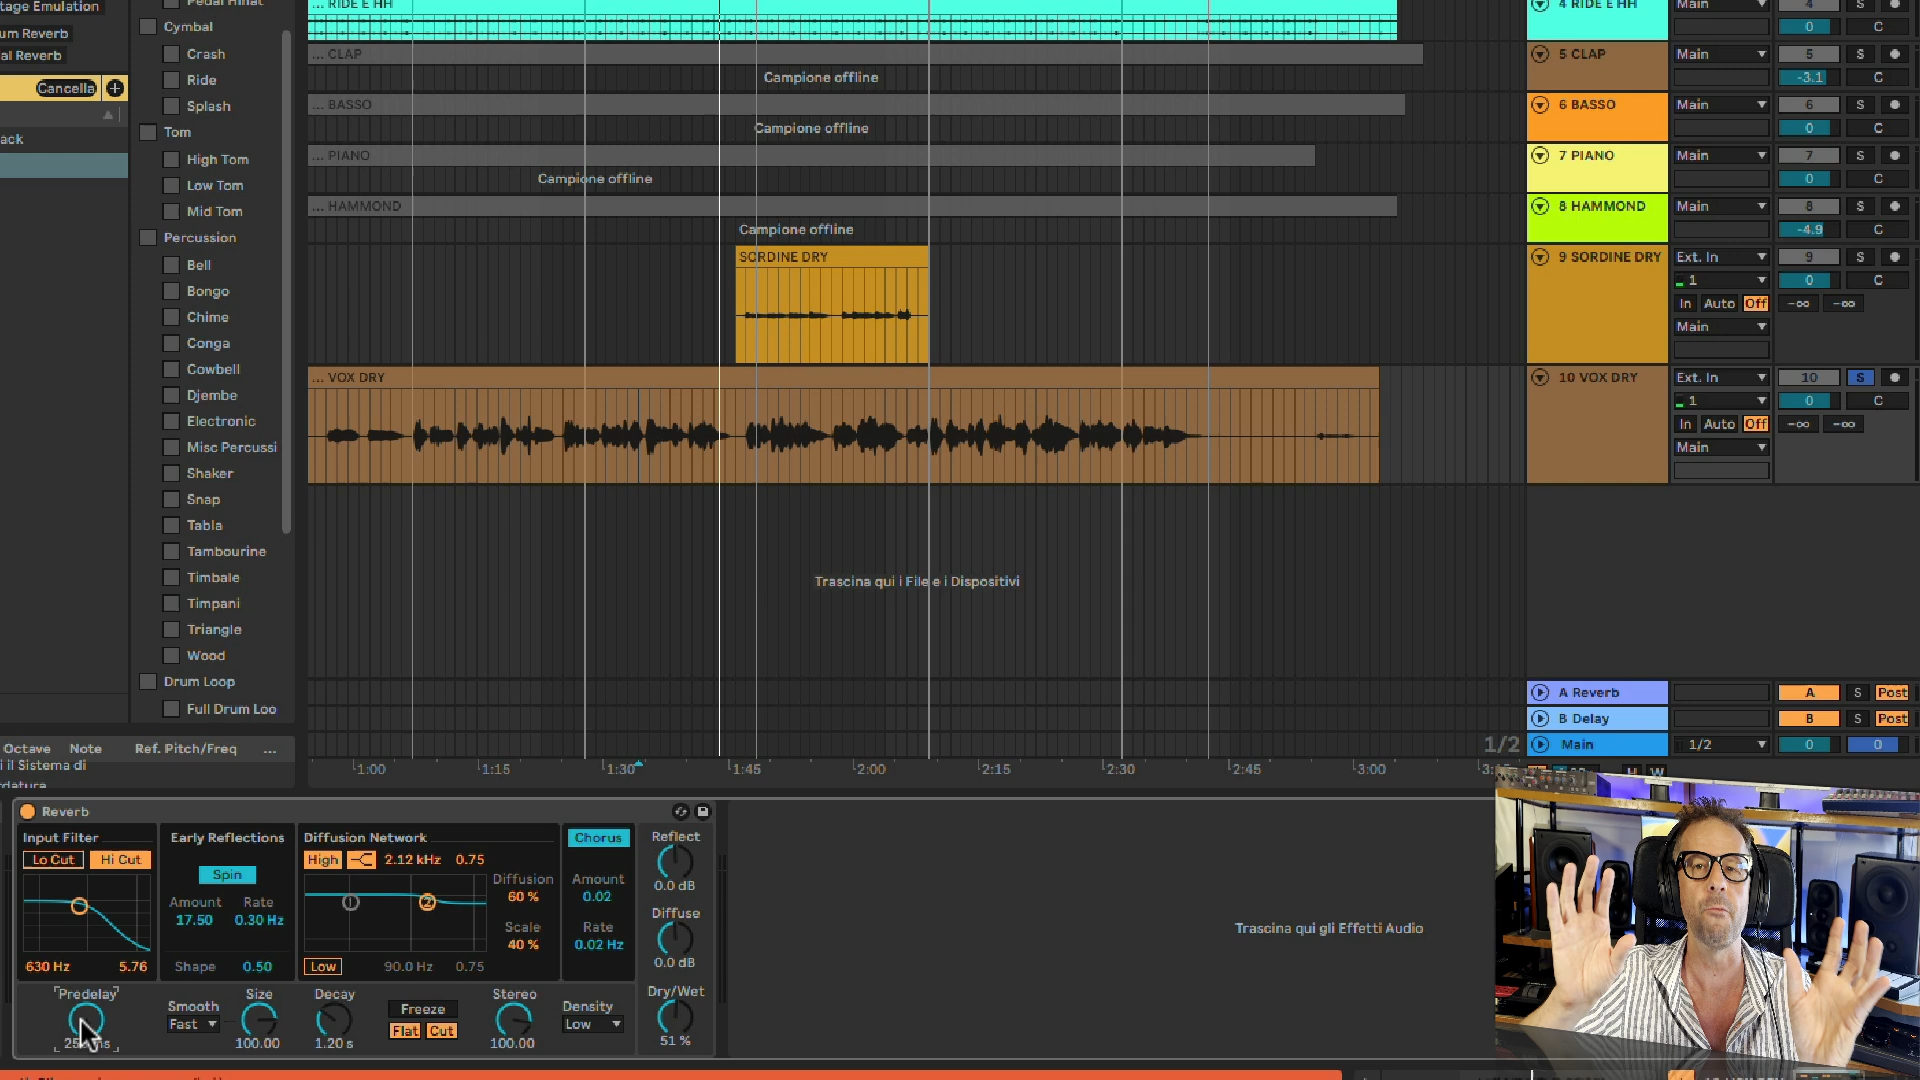 tage Emulation
um Reverb
al Reverb
Cancella
ack
Octave Note Ref. Pitch/Freq ...
i il Sistema di
Cymbal
Crash
Ride
Splash
Tom
High Tom
Low Tom
Mid Tom
Percussion
Bell
Bongo
Chime
Conga
Cowbell
Djembe
Electronic
Misc Percussi
Shaker
Snap
Tabla
Tambourine
Timbale
Timpani
Triangle
Wood
Drum Loop
Full Drum Loo
... RIDE E HH
... CLAP
Campione offline
... BASSO
Campione offline
... PIANO
Campione offline
... HAMMOND
Campione offline
SORDINE DRY
... VOX DRY
Trascina qui i File e i Dispositivi
1/2
1:00 1:15 1:30 1:45 2:00 2:15 2:30 2:45 3:00
4 RIDE E HH Main 4 S
0 C
5 CLAP Main 5 S
-3.1 C
6 BASSO Main 6 S
0 C
7 PIANO Main 7 S
0 C
8 HAMMOND Main 8 S
-4.9 C
9 SORDINE DRY Ext. In 9 S
1 0 C
In Auto Off -∞ -∞
Main
10 VOX DRY Ext. In 10 S
1 0 C
In Auto Off -∞ -∞
Main
A Reverb A S Post
B Delay B S Post
Main 1/2 0 0
H W
Reverb
Input Filter
Lo Cut Hi Cut
630 Hz 5.76
Predelay
Early Reflections
Spin
Amount Rate
17.50 0.30 Hz
Shape 0.50
Smooth
Fast
Size
100.00
Decay
1.20 s
Diffusion Network
High 2.12 kHz 0.75
1 2
Diffusion
60 %
Scale
40 %
Low 90.0 Hz 0.75
Freeze
Flat Cut
Stereo
100.00
Density
Low
Chorus
Amount
0.02
Rate
0.02 Hz
Reflect
0.0 dB
Diffuse
0.0 dB
Dry/Wet
51 %
Trascina qui gli Effetti Audio